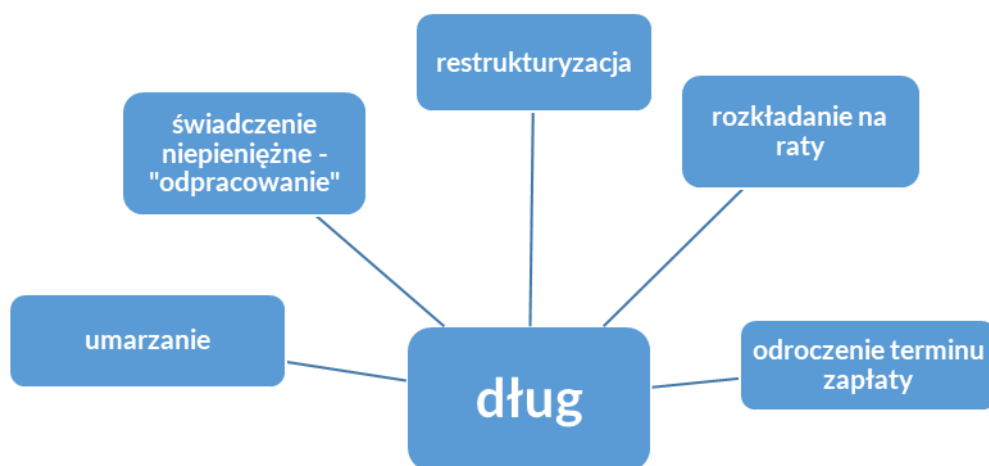 restrukturyzacja
rozkładanie na
raty
świadczenie
niepieniężne -
"odpracowanie"
umarzanie
odroczenie terminu
zapłaty
dług